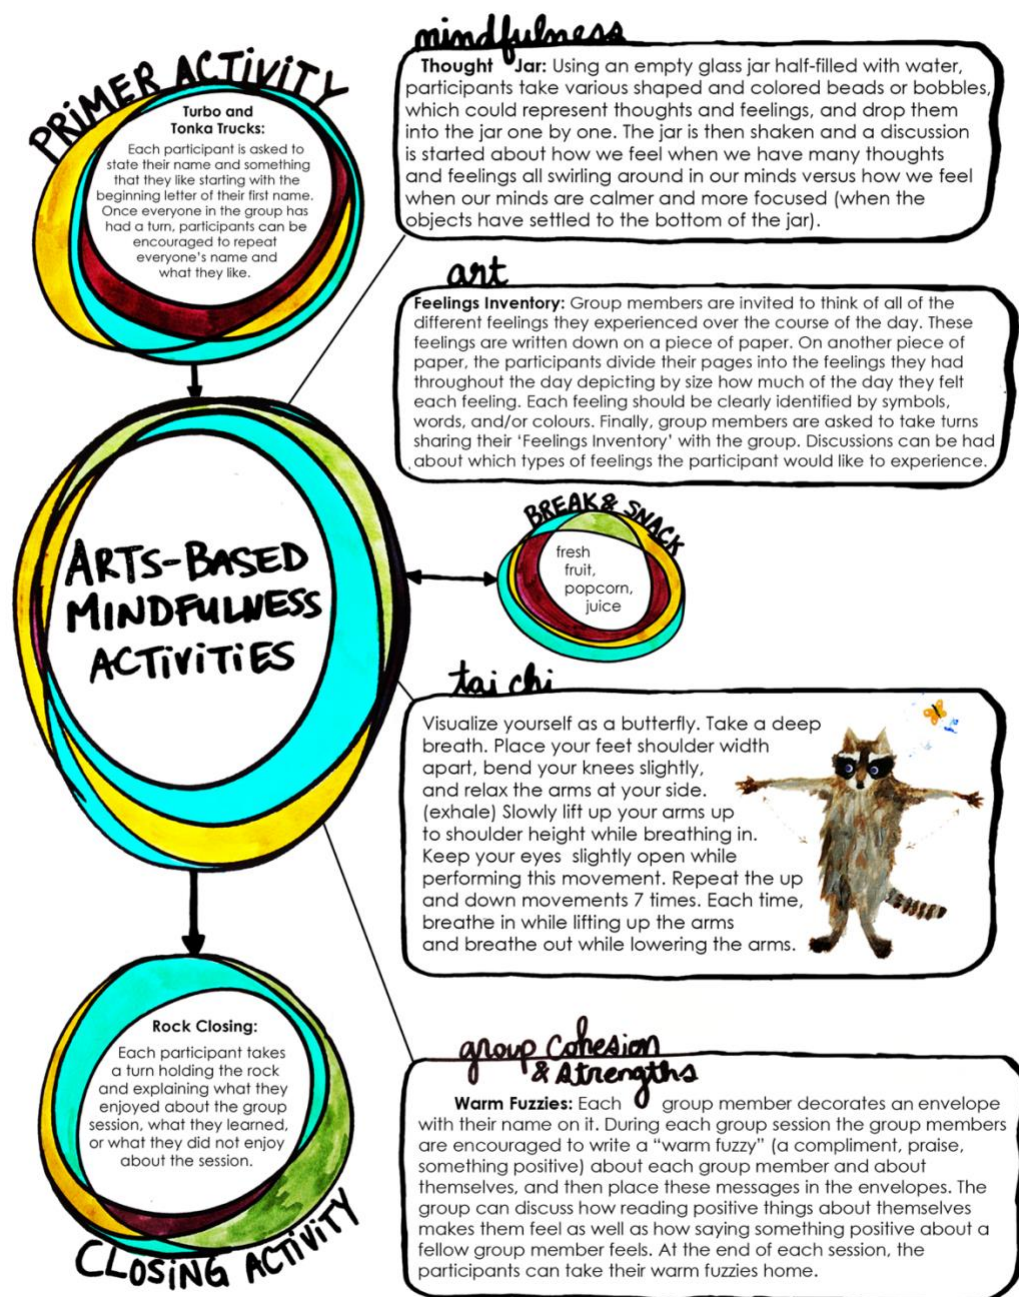 PRIMER ACTIVITY
Turbo and
Tonka Trucks:
Each participant is asked to
state their name and something
that they like starting with the
beginning letter of their first name.
Once everyone in the group has
had a turn, participants can be
encouraged to repeat
everyone's name and
what they like.
mindfulness
Thought Jar: Using an empty glass jar half-filled with water,
participants take various shaped and colored beads or bobbles,
which could represent thoughts and feelings, and drop them
into the jar one by one. The jar is then shaken and a discussion
is started about how we feel when we have many thoughts
and feelings all swirling around in our minds versus how we feel
when our minds are calmer and more focused (when the
objects have settled to the bottom of the jar).
art
Feelings Inventory: Group members are invited to think of all of the
different feelings they experienced over the course of the day. These
feelings are written down on a piece of paper. On another piece of
paper, the participants divide their pages into the feelings they had
throughout the day depicting by size how much of the day they felt
each feeling. Each feeling should be clearly identified by symbols,
words, and/or colours. Finally, group members are asked to take turns
sharing their 'Feelings Inventory' with the group. Discussions can be had
about which types of feelings the participant would like to experience.
ARTS-BASED
MINDFULNESS
ACTIVITIES
BREAK & SNACK
fresh
fruit,
popcorn,
juice
tai chi
Visualize yourself as a butterfly. Take a deep
breath. Place your feet shoulder width
apart, bend your knees slightly,
and relax the arms at your side.
(exhale) Slowly lift up your arms up
to shoulder height while breathing in.
Keep your eyes slightly open while
performing this movement. Repeat the up
and down movements 7 times. Each time,
breathe in while lifting up the arms
and breathe out while lowering the arms.
group cohesion
& strengths
Warm Fuzzies: Each group member decorates an envelope
with their name on it. During each group session the group members
are encouraged to write a "warm fuzzy" (a compliment, praise,
something positive) about each group member and about
themselves, and then place these messages in the envelopes. The
group can discuss how reading positive things about themselves
makes them feel as well as how saying something positive about a
fellow group member feels. At the end of each session, the
participants can take their warm fuzzies home.
Rock Closing:
Each participant takes
a turn holding the rock
and explaining what they
enjoyed about the group
session, what they learned,
or what they did not enjoy
about the session.
CLOSING ACTIVITY